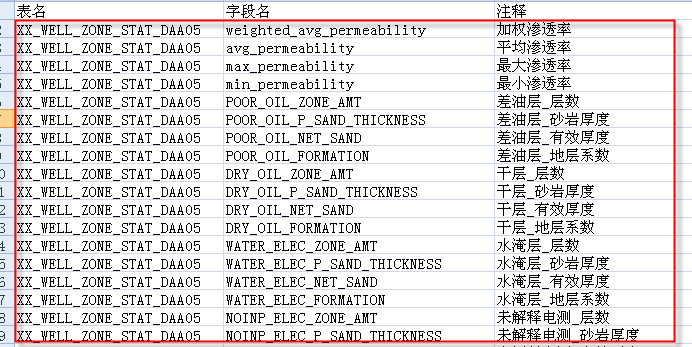 表名 字段名 注释
XX_WELL_ZONE_STAT_DAA05 weighted_avg_permeability 加权渗透率
XX_WELL_ZONE_STAT_DAA05 avg_permeability 平均渗透率
XX_WELL_ZONE_STAT_DAA05 max_permeability 最大渗透率
XX_WELL_ZONE_STAT_DAA05 min_permeability 最小渗透率
XX_WELL_ZONE_STAT_DAA05 POOR_OIL_ZONE_AMT 差油层_层数
XX_WELL_ZONE_STAT_DAA05 POOR_OIL_P_SAND_THICKNESS 差油层_砂岩厚度
XX_WELL_ZONE_STAT_DAA05 POOR_OIL_NET_SAND 差油层_有效厚度
XX_WELL_ZONE_STAT_DAA05 POOR_OIL_FORMATION 差油层_地层系数
XX_WELL_ZONE_STAT_DAA05 DRY_OIL_ZONE_AMT 干层_层数
XX_WELL_ZONE_STAT_DAA05 DRY_OIL_P_SAND_THICKNESS 干层_砂岩厚度
XX_WELL_ZONE_STAT_DAA05 DRY_OIL_NET_SAND 干层_有效厚度
XX_WELL_ZONE_STAT_DAA05 DRY_OIL_FORMATION 干层_地层系数
XX_WELL_ZONE_STAT_DAA05 WATER_ELEC_ZONE_AMT 水淹层_层数
XX_WELL_ZONE_STAT_DAA05 WATER_ELEC_P_SAND_THICKNESS 水淹层_砂岩厚度
XX_WELL_ZONE_STAT_DAA05 WATER_ELEC_NET_SAND 水淹层_有效厚度
XX_WELL_ZONE_STAT_DAA05 WATER_ELEC_FORMATION 水淹层_地层系数
XX_WELL_ZONE_STAT_DAA05 NOINP_ELEC_ZONE_AMT 未解释电测_层数
XX_WELL_ZONE_STAT_DAA05 NOINP_ELEC_P_SAND_THICKNESS 未解释电测_砂岩厚度